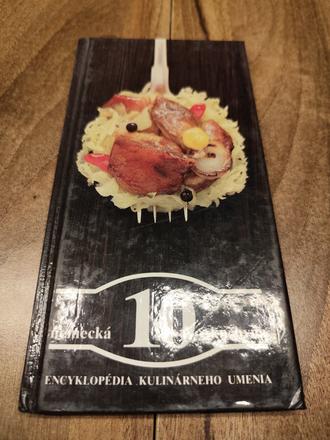 nemecká 10
ENCYKLOPÉDIA KULINÁRNEHO UMENIA